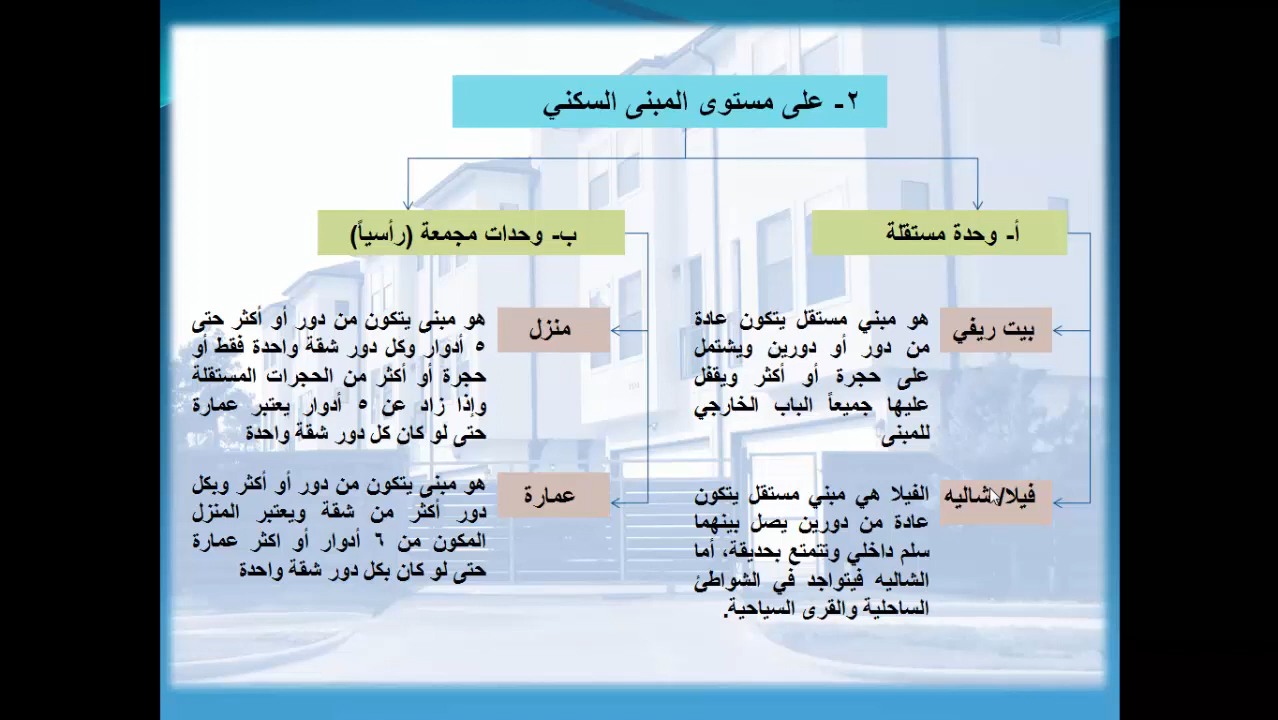 ٢- على مستوى المبنى السكني
أ- وحدة مستقلة
بيت ريفي
هو مبني مستقل يتكون عادة
من دور أو دورين ويشتمل
على حجرة أو أكثر ويقفل
عليها جميعاً الباب الخارجي
للمبنى
فيلا/شاليه
الفيلا هي مبني مستقل يتكون
عادة من دورين يصل بينهما
سلم داخلي وتتمتع بحديقة، أما
الشاليه فيتواجد في الشواطئ
الساحلية والقرى السياحية.
ب- وحدات مجمعة (رأسياً)
منزل
هو مبنى يتكون من دور أو أكثر حتى
٥ أدوار وكل دور شقة واحدة فقط أو
حجرة أو أكثر من الحجرات المستقلة
وإذا زاد عن ٥ أدوار يعتبر عمارة
حتى لو كان كل دور شقة واحدة
عمارة
هو مبنى يتكون من دور أو أكثر وبكل
دور أكثر من شقة ويعتبر المنزل
المكون من ٦ أدوار أو اكثر عمارة
حتى لو كان بكل دور شقة واحدة